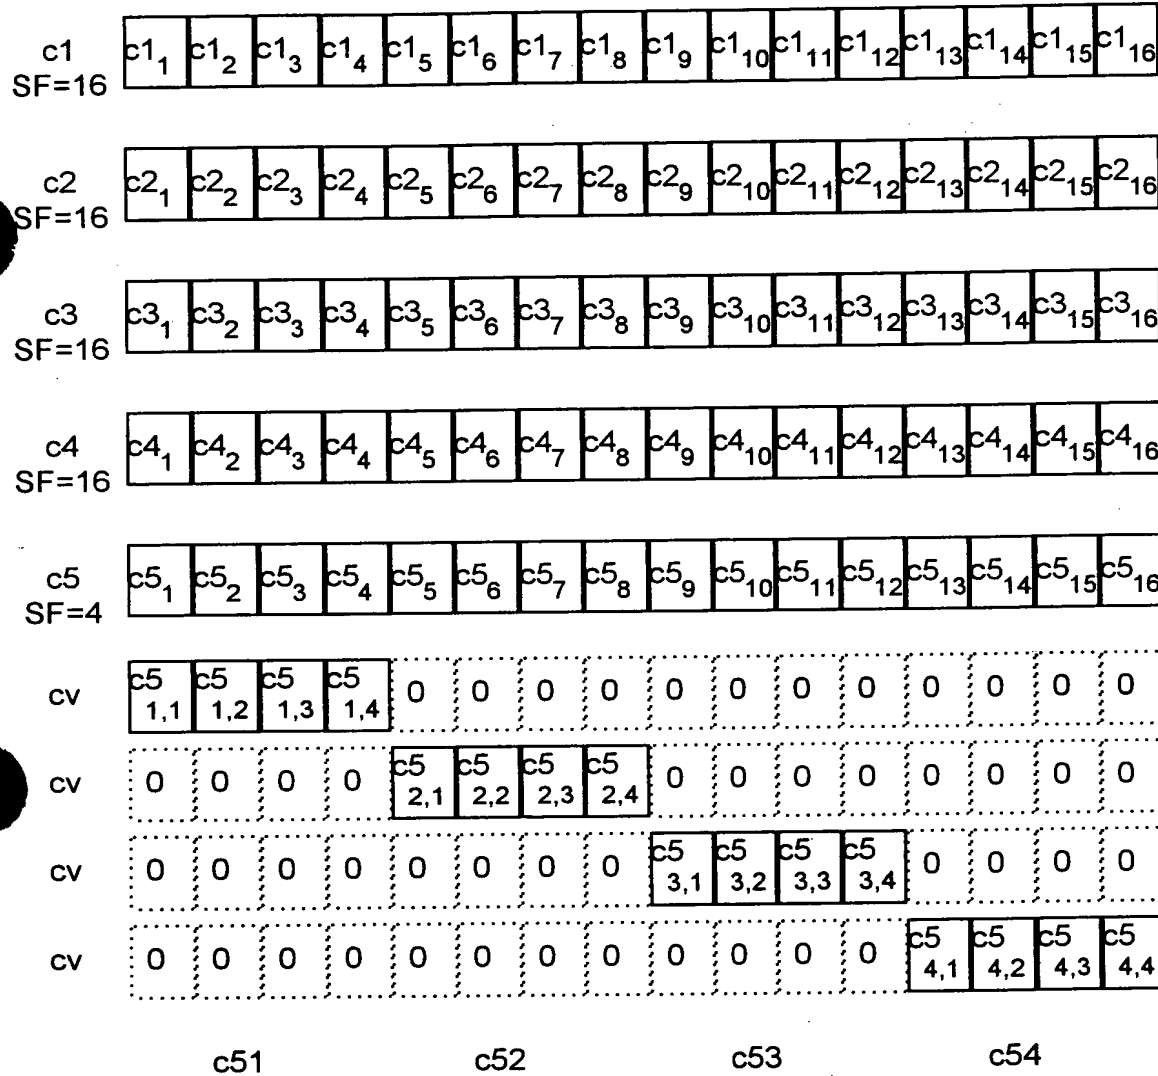 c1 c1₁ c1₂ c1₃ c1₄ c1₅ c1₆ c1₇ c1₈ c1₉ c1₁₀ c1₁₁ c1₁₂ c1₁₃ c1₁₄ c1₁₅ c1₁₆
SF=16
c2 c2₁ c2₂ c2₃ c2₄ c2₅ c2₆ c2₇ c2₈ c2₉ c2₁₀ c2₁₁ c2₁₂ c2₁₃ c2₁₄ c2₁₅ c2₁₆
SF=16
c3 c3₁ c3₂ c3₃ c3₄ c3₅ c3₆ c3₇ c3₈ c3₉ c3₁₀ c3₁₁ c3₁₂ c3₁₃ c3₁₄ c3₁₅ c3₁₆
SF=16
c4 c4₁ c4₂ c4₃ c4₄ c4₅ c4₆ c4₇ c4₈ c4₉ c4₁₀ c4₁₁ c4₁₂ c4₁₃ c4₁₄ c4₁₅ c4₁₆
SF=16
c5 c5₁ c5₂ c5₃ c5₄ c5₅ c5₆ c5₇ c5₈ c5₉ c5₁₀ c5₁₁ c5₁₂ c5₁₃ c5₁₄ c5₁₅ c5₁₆
SF=4
c5 c5 c5 c5
cv 1,1 1,2 1,3 1,4 0 0 0 0 0 0 0 0 0 0 0 0
c5 c5 c5 c5
cv 0 0 0 0 2,1 2,2 2,3 2,4 0 0 0 0 0 0 0 0
c5 c5 c5 c5
cv 0 0 0 0 0 0 0 0 3,1 3,2 3,3 3,4 0 0 0 0
c5 c5 c5 c5
cv 0 0 0 0 0 0 0 0 0 0 0 0 4,1 4,2 4,3 4,4
c51 c52 c53 c54